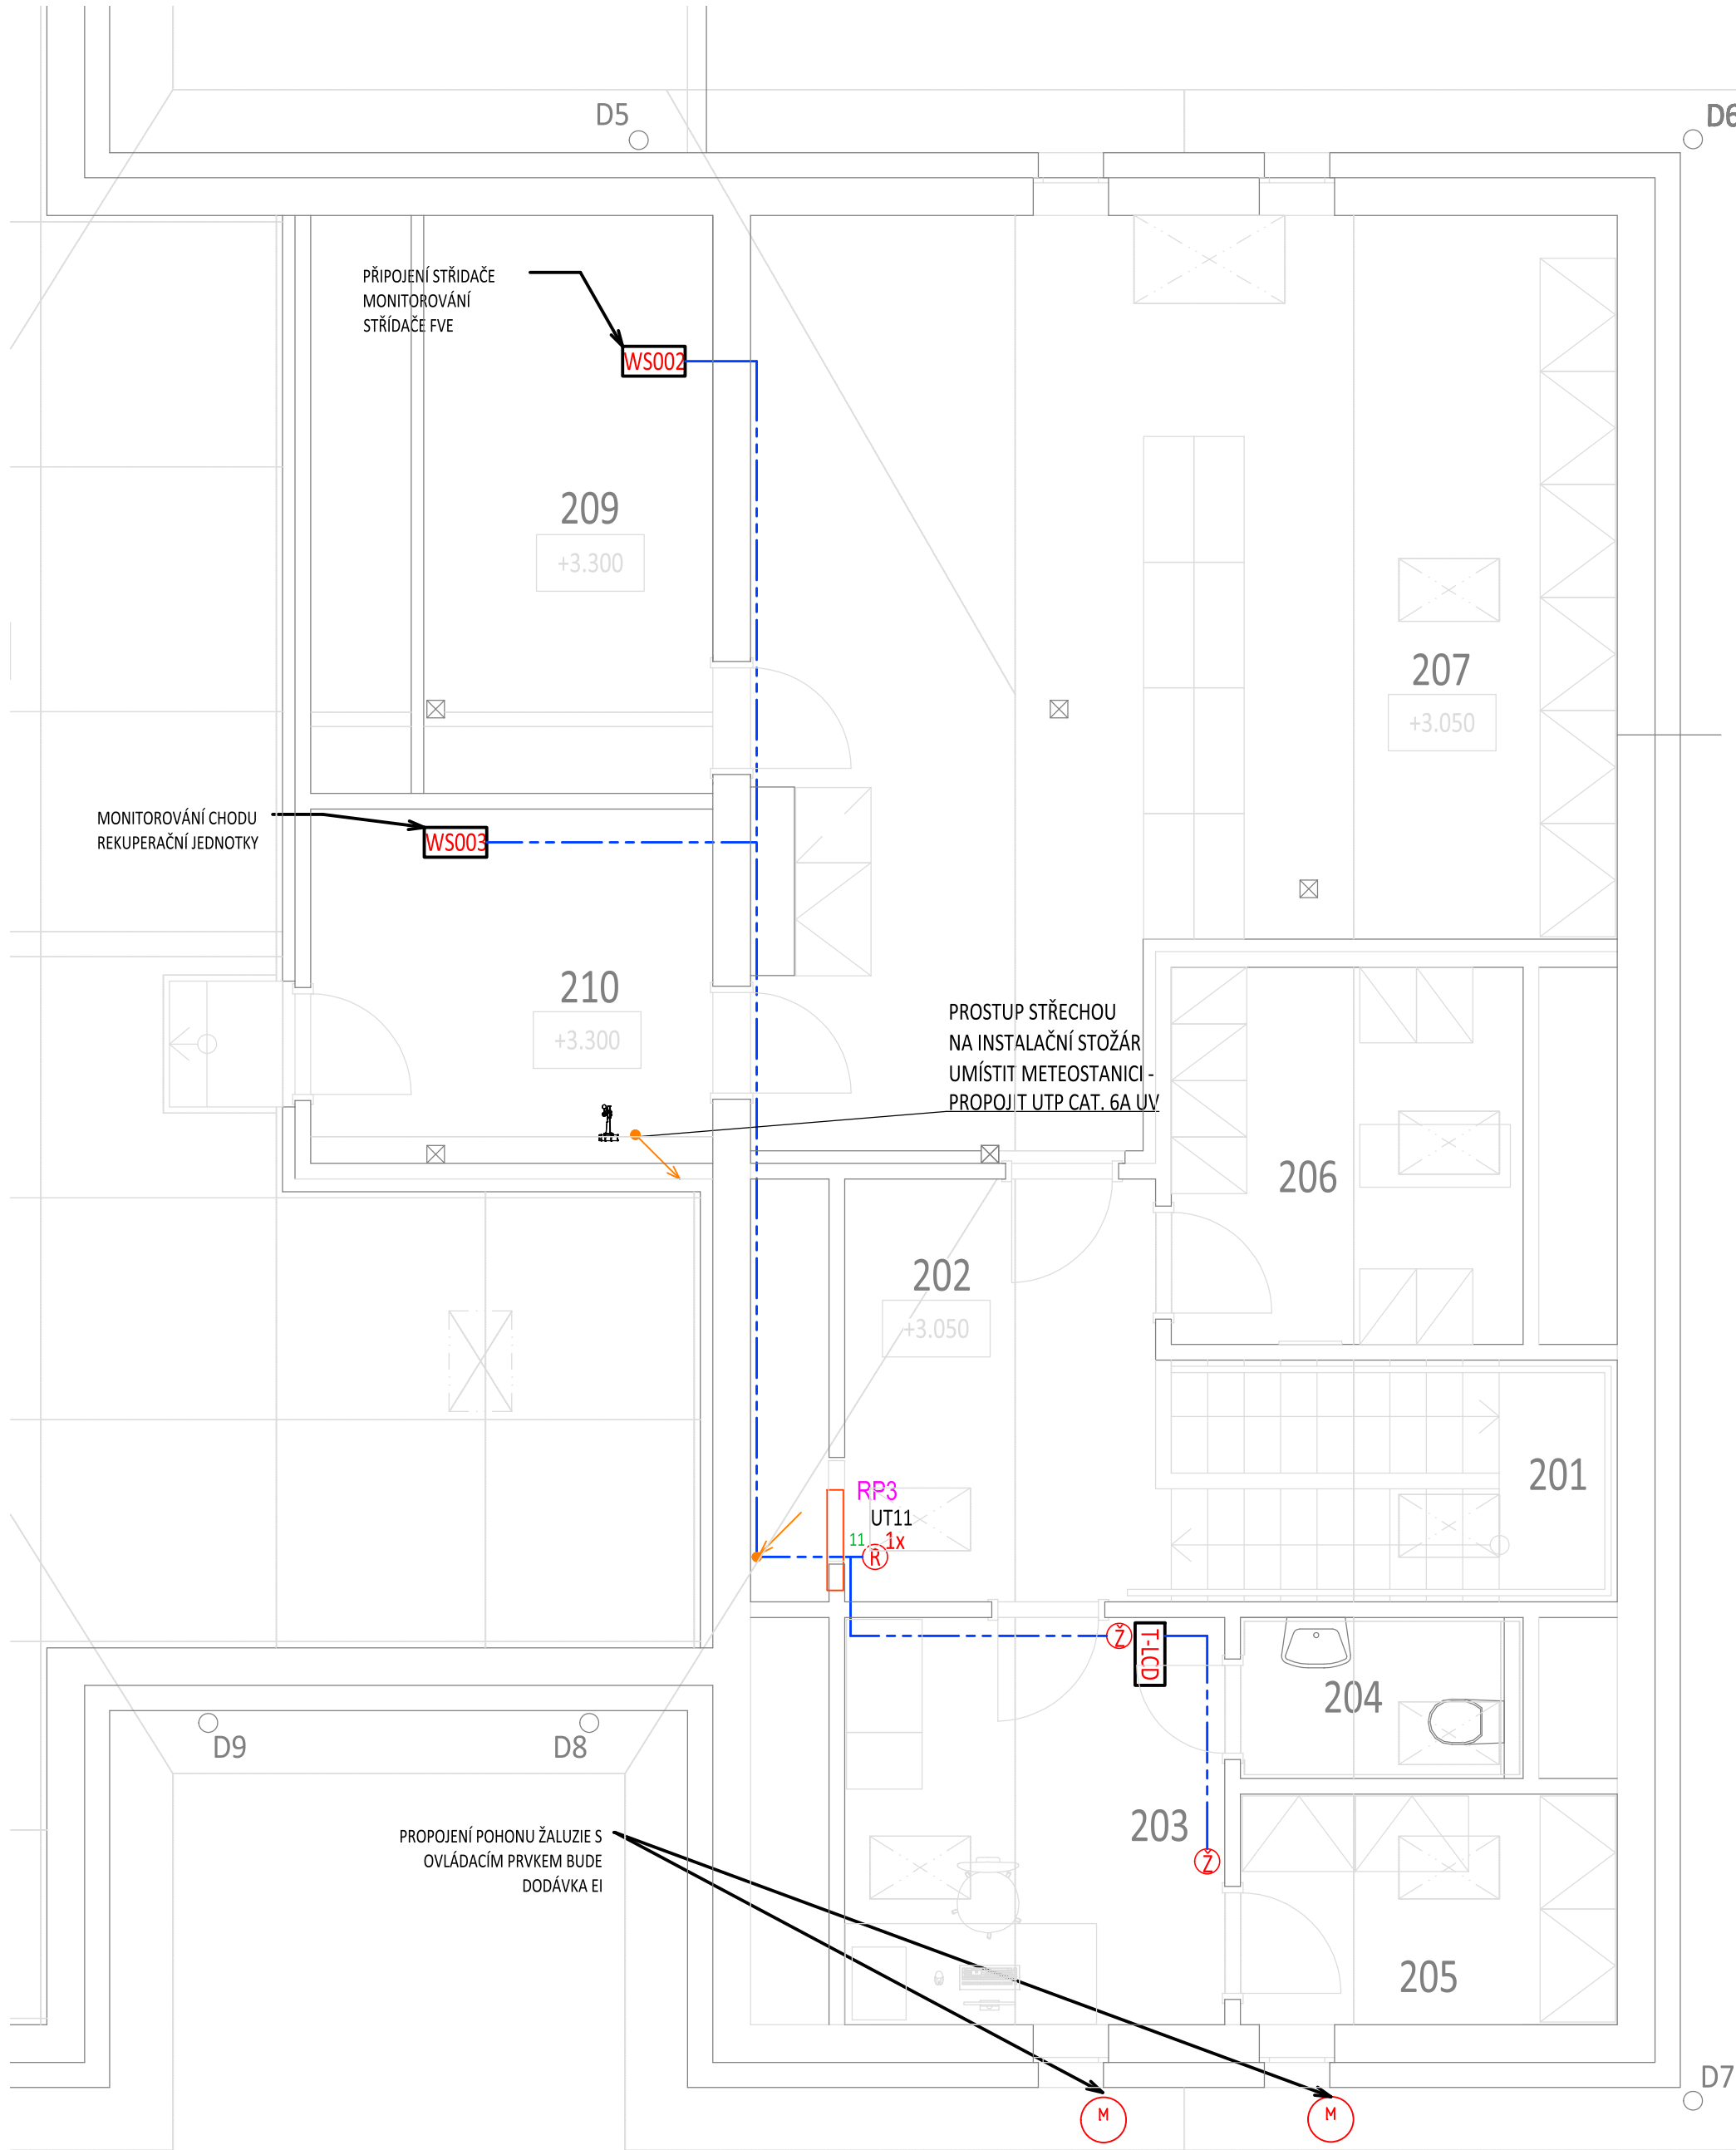 D5
D6
PŘIPOJENÍ STŘIDAČE
MONITOROVÁNÍ
STŘÍDAČE FVE
WS002
209
+3.300
207
+3.050
MONITOROVÁNÍ CHODU
REKUPERAČNÍ JEDNOTKY
WS003
210
+3.300
PROSTUP STŘECHOU
NA INSTALAČNÍ STOŽÁR
UMÍSTIT METEOSTANICI -
PROPOJIT UTP CAT. 6A UV
206
202
+3.050
201
RP3
UT11
11
1x
R
Ž
T-LCD
204
D9
D8
203
PROPOJENÍ POHONU ŽALUZIE S
OVLÁDACÍM PRVKEM BUDE
DODÁVKA EI
Ž
205
D7
M
M